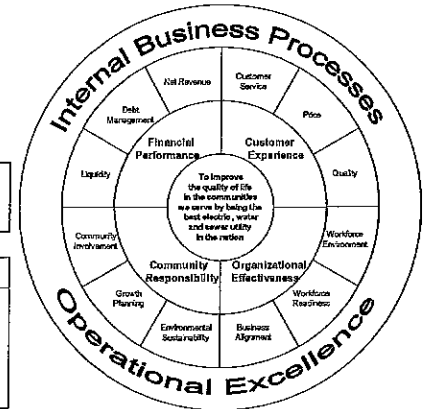 Internal Business Processes
Net Revenue
Customer
Service
Debt
Management
Price
Financial
Performance
Customer
Experience
Liquidity
Quality
To improve
the quality of life
in the communities
we serve by being the
best electric, water
and sewer utility
in the nation
Community
Involvement
Workforce
Environment
Community
Responsibility
Organizational
Effectiveness
Growth
Planning
Workforce
Readiness
Environmental
Sustainability
Business
Alignment
Operational Excellence